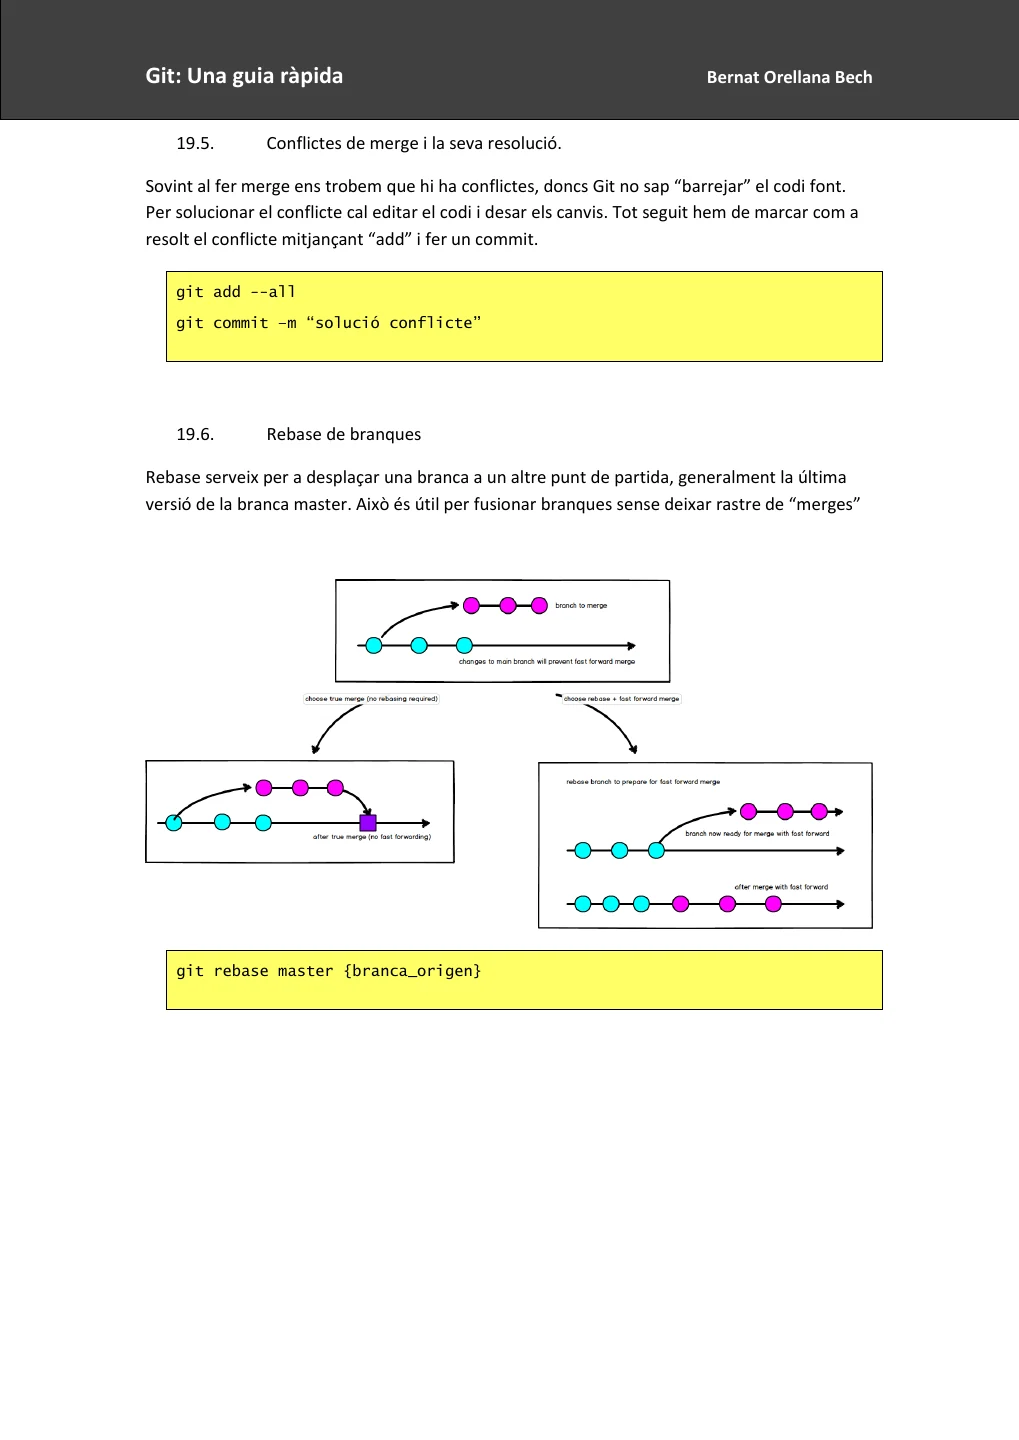 Git: Una guia ràpida
Bernat Orellana Bech
19.5. Conflictes de merge i la seva resolució.
Sovint al fer merge ens trobem que hi ha conflictes, doncs Git no sap “barrejar” el codi font.
Per solucionar el conflicte cal editar el codi i desar els canvis. Tot seguit hem de marcar com a
resolt el conflicte mitjançant “add” i fer un commit.
git add --all
git commit –m “solució conflicte”
19.6. Rebase de branques
Rebase serveix per a desplaçar una branca a un altre punt de partida, generalment la última
versió de la branca master. Això és útil per fusionar branques sense deixar rastre de “merges”
branch to merge
changes to main branch will prevent fast forward merge
choose true merge (no rebasing required)
choose rebase + fast forward merge
after true merge (no fast forwarding)
rebase branch to prepare for fast forward merge
branch now ready for merge with fast forward
after merge with fast forward
git rebase master {branca_origen}